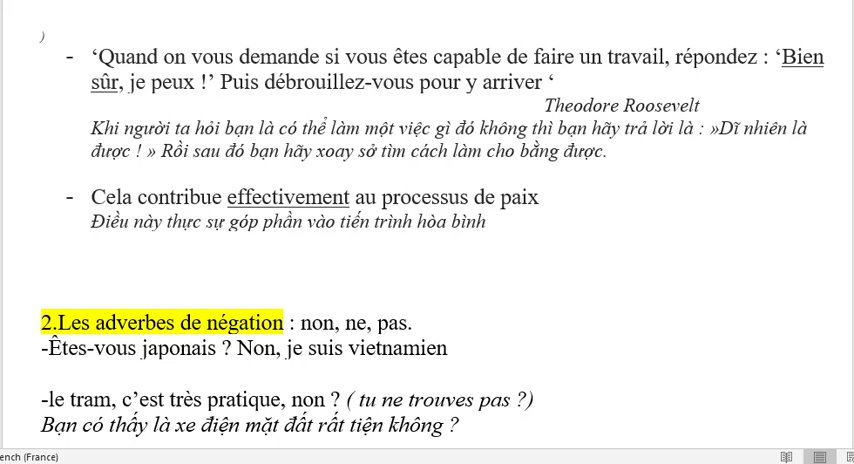 )
- ‘Quand on vous demande si vous êtes capable de faire un travail, répondez : ‘Bien
sûr, je peux !’ Puis débrouillez-vous pour y arriver ‘
Theodore Roosevelt
Khi người ta hỏi bạn là có thể làm một việc gì đó không thì bạn hãy trả lời là : »Dĩ nhiên là
được ! » Rồi sau đó bạn hãy xoay sở tìm cách làm cho bằng được.
- Cela contribue effectivement au processus de paix
Điều này thực sự góp phần vào tiến trình hòa bình
2.Les adverbes de négation : non, ne, pas.
-Êtes-vous japonais ? Non, je suis vietnamien
-le tram, c’est très pratique, non ? ( tu ne trouves pas ?)
Bạn có thấy là xe điện mặt đất rất tiện không ?
ench (France)